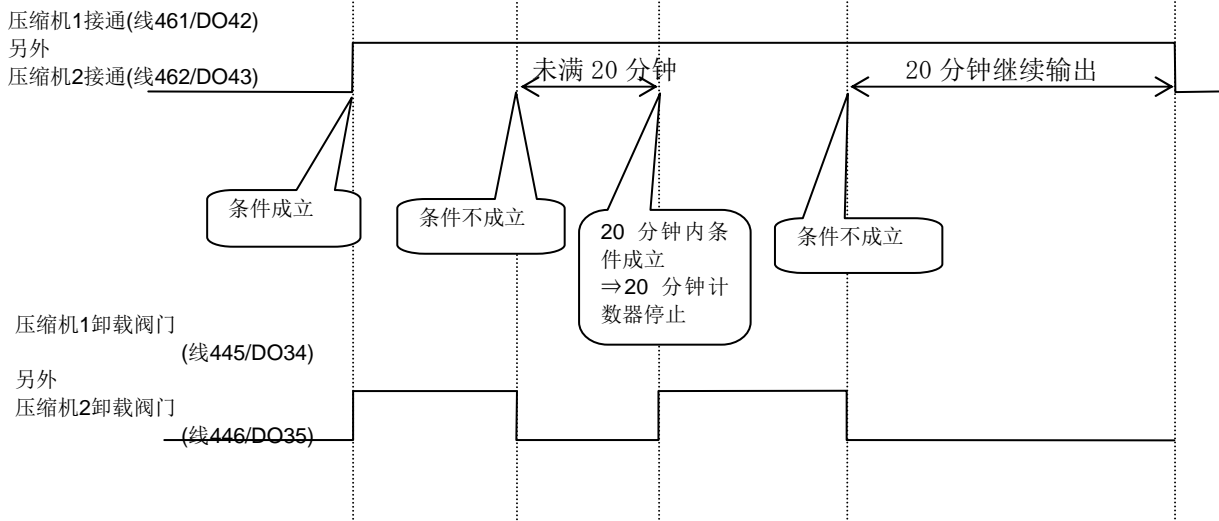 压缩机1接通(线461/DO42)
另外
压缩机2接通(线462/DO43)
未满 20 分钟
20 分钟继续输出
条件成立
条件不成立
20 分钟内条
件成立
⇒20 分钟计
数器停止
条件不成立
压缩机1卸载阀门
(线445/DO34)
另外
压缩机2卸载阀门
(线446/DO35)